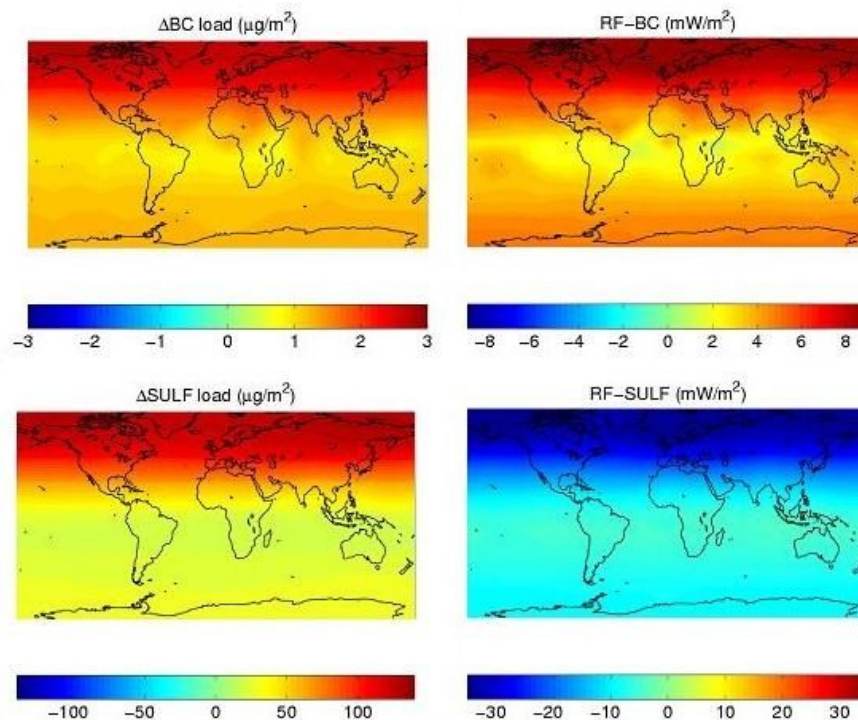 ΔBC load (μg/m²)
RF−BC (mW/m²)
−3 −2 −1 0 1 2 3
−8 −6 −4 −2 0 2 4 6 8
ΔSULF load (μg/m²)
RF−SULF (mW/m²)
−100 −50 0 50 100
−30 −20 −10 0 10 20 30